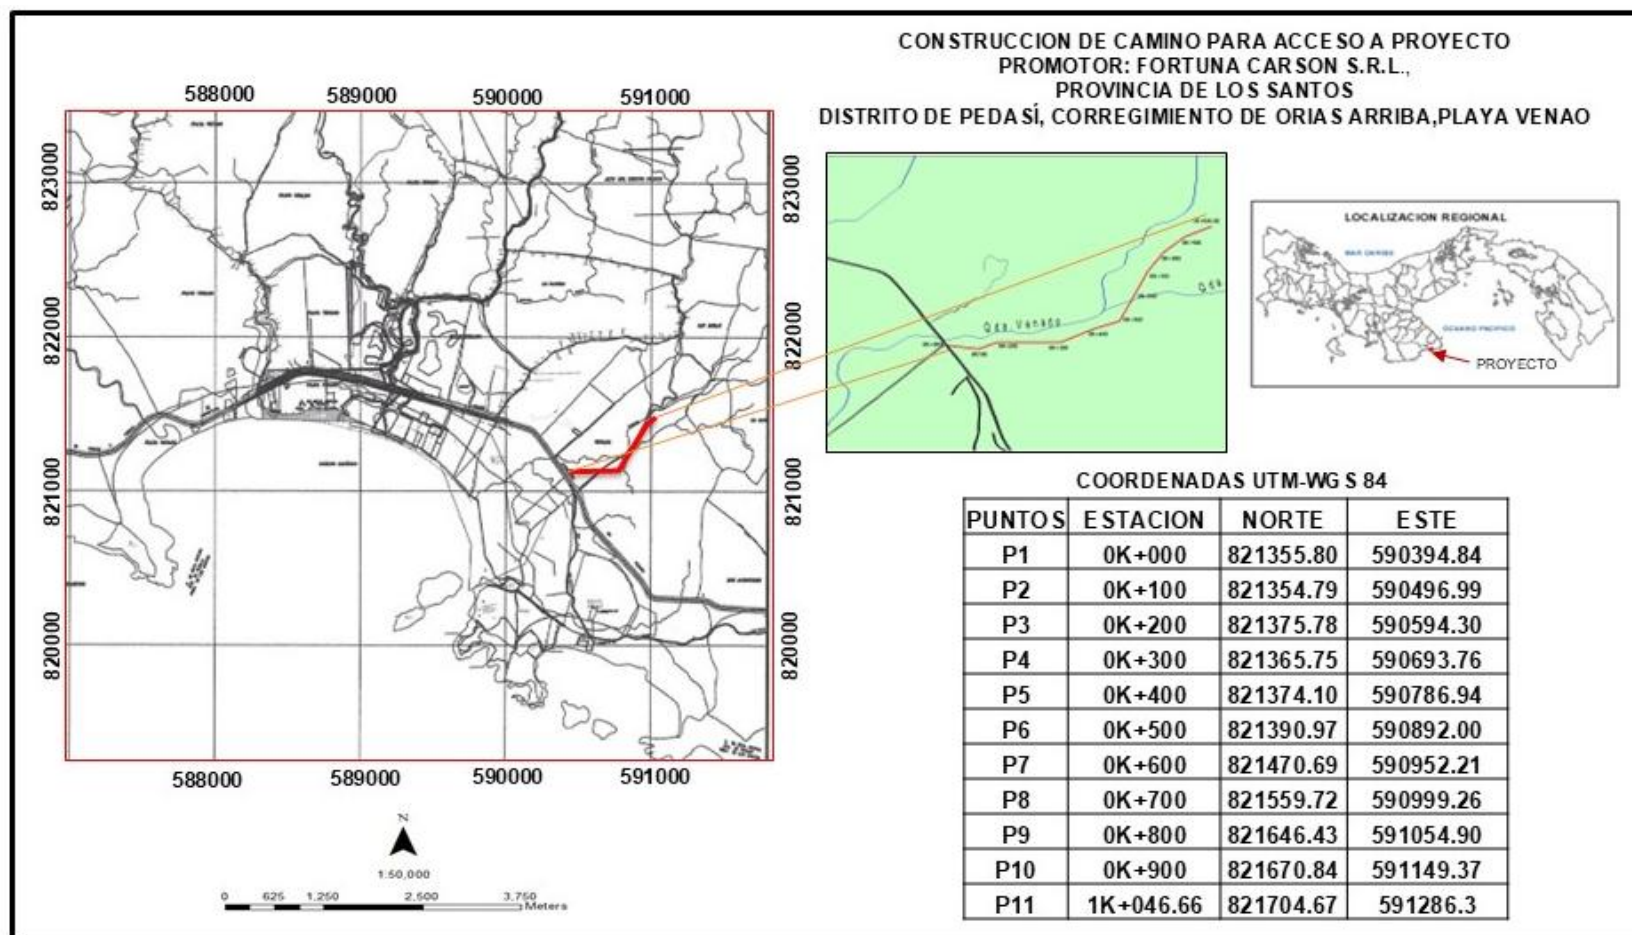 CONSTRUCCION DE CAMINO PARA ACCESO A PROYECTO
PROMOTOR: FORTUNA CARSON S.R.L.,
PROVINCIA DE LOS SANTOS
DISTRITO DE PEDASÍ, CORREGIMIENTO DE ORIAS ARRIBA,PLAYA VENAO
588000 589000 590000 591000
823000 823000
822000 822000
821000 821000
820000 820000
588000 589000 590000 591000
N
1:50,000
0 625 1,250 2,500 3,750
Meters
Qda Venado
Qda
LOCALIZACION REGIONAL
MAR CARIBE
OCEANO PACIFICO
PROYECTO
COORDENADAS UTM-WGS 84
PUNTOS ESTACION NORTE ESTE
P1 0K+000 821355.80 590394.84
P2 0K+100 821354.79 590496.99
P3 0K+200 821375.78 590594.30
P4 0K+300 821365.75 590693.76
P5 0K+400 821374.10 590786.94
P6 0K+500 821390.97 590892.00
P7 0K+600 821470.69 590952.21
P8 0K+700 821559.72 590999.26
P9 0K+800 821646.43 591054.90
P10 0K+900 821670.84 591149.37
P11 1K+046.66 821704.67 591286.3